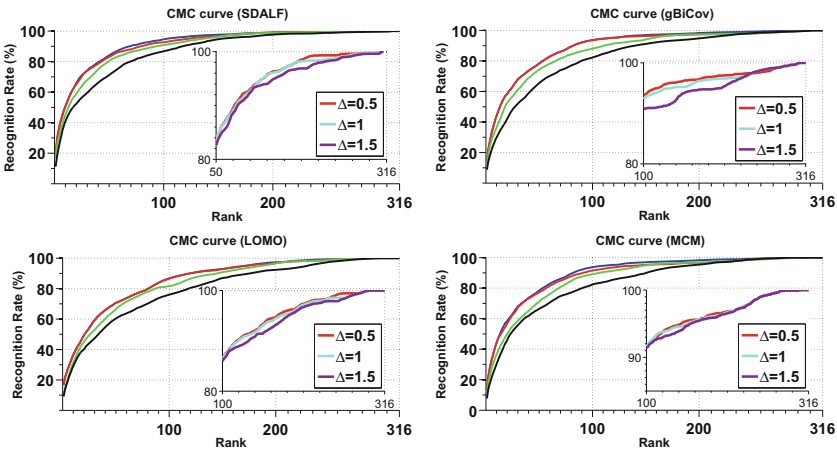 CMC curve (SDALF)
Recognition Rate (%)
100
80
60
40
20
100
80
50
316
Δ=0.5
Δ=1
Δ=1.5
100
200
316
Rank
CMC curve (gBiCov)
Recognition Rate (%)
100
80
60
40
20
100
80
100
316
Δ=0.5
Δ=1
Δ=1.5
100
200
316
Rank
CMC curve (LOMO)
Recognition Rate (%)
100
80
60
40
20
100
80
100
316
Δ=0.5
Δ=1
Δ=1.5
100
200
316
Rank
CMC curve (MCM)
Recognition Rate (%)
100
80
60
40
20
0
100
90
100
316
Δ=0.5
Δ=1
Δ=1.5
100
200
316
Rank